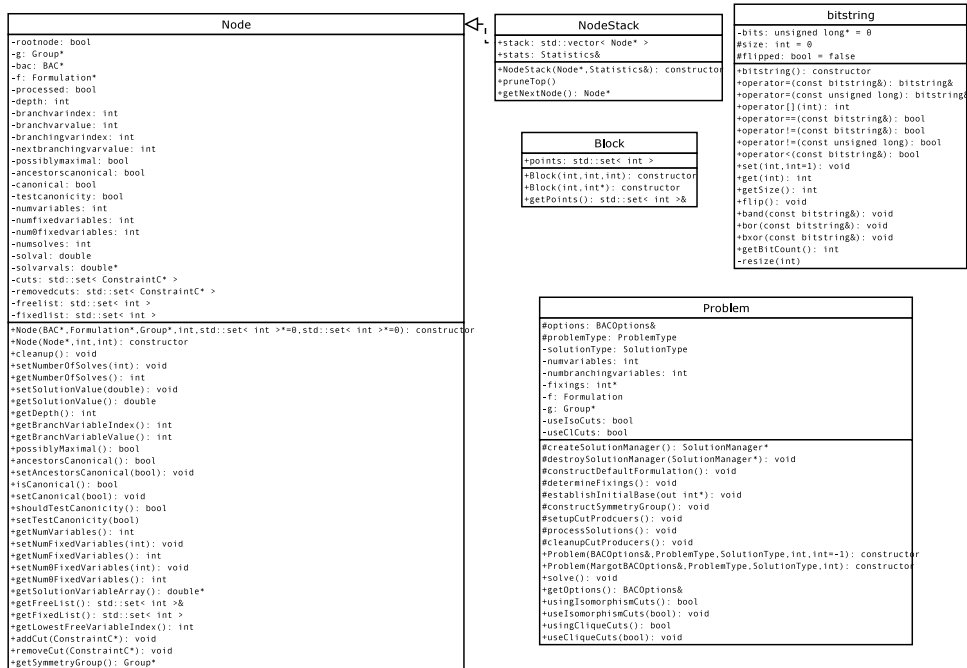 Node
-rootnode: bool
-g: Group*
-bac: BAC*
-f: Formulation*
-processed: bool
-depth: int
-branchvarindex: int
-branchvarvalue: int
-branchingvarindex: int
-nextbranchingvarvalue: int
-possiblymaximal: bool
-ancestorscanonical: bool
-canonical: bool
-testcanonicity: bool
-numvariables: int
-numfixedvariables: int
-num0fixedvariables: int
-numsolves: int
-solval: double
-solvarvals: double*
-cuts: std::set< ConstraintC* >
-removedcuts: std::set< ConstraintC* >
-freelist: std::set< int >
-fixedlist: std::set< int >
+Node(BAC*,Formulation*,Group*,int,std::set< int >*=0,std::set< int >*=0): constructor
+Node(Node*,int,int): constructor
+cleanup(): void
+setNumberOfSolves(int): void
+getNumberOfSolves(): int
+setSolutionValue(double): void
+getSolutionValue(): double
+getDepth(): int
+getBranchVariableIndex(): int
+getBranchVariableValue(): int
+possiblyMaximal(): bool
+ancestorsCanonical(): bool
+setAncestorsCanonical(bool): void
+isCanonical(): bool
+setCanonical(bool): void
+shouldTestCanonicity(): bool
+setTestCanonicity(bool)
+getNumVariables(): int
+setNumFixedVariables(int): void
+getNumFixedVariables(): int
+setNum0FixedVariables(int): void
+getNum0FixedVariables(): int
+getSolutionVariableArray(): double*
+getFreeList(): std::set< int >&
+getFixedList(): std::set< int >
+getLowestFreeVariableIndex(): int
+addCut(ConstraintC*): void
+removeCut(ConstraintC*): void
+getSymmetryGroup(): Group*
NodeStack
+stack: std::vector< Node* >
+stats: Statistics&
+NodeStack(Node*,Statistics&): constructor
+pruneTop()
+getNextNode(): Node*
Block
+points: std::set< int >
+Block(int,int,int): constructor
+Block(int,int*): constructor
+getPoints(): std::set< int >&
bitstring
-bits: unsigned long* = 0
#size: int = 0
#flipped: bool = false
+bitstring(): constructor
+operator=(const bitstring&): bitstring&
+operator=(const unsigned long): bitstring&
+operator[](int): int
+operator==(const bitstring&): bool
+operator!=(const bitstring&): bool
+operator!=(const unsigned long): bool
+operator<(const bitstring&): bool
+set(int,int=1): void
+get(int): int
+getSize(): int
+flip(): void
+band(const bitstring&): void
+bor(const bitstring&): void
+bxor(const bitstring&): void
+getBitCount(): int
-resize(int)
Problem
#options: BACOptions&
#problemType: ProblemType
-solutionType: SolutionType
-numvariables: int
-numbranchingvariables: int
-fixings: int*
-f: Formulation
-g: Group*
-useIsoCuts: bool
-useClCuts: bool
#createSolutionManager(): SolutionManager*
#destroySolutionManager(SolutionManager*): void
#constructDefaultFormulation(): void
#determineFixings(): void
#establishInitialBase(out int*): void
#constructSymmetryGroup(): void
#setupCutProdcuers(): void
#processSolutions(): void
#cleanupCutProducers(): void
+Problem(BACOptions&,ProblemType,SolutionType,int,int=-1): constructor
+Problem(MargotBACOptions&,ProblemType,SolutionType,int): constructor
+solve(): void
+getOptions(): BACOptions&
+usingIsomorphismCuts(): bool
+useIsomorphismCuts(bool): void
+usingCliqueCuts(): bool
+useCliqueCuts(bool): void